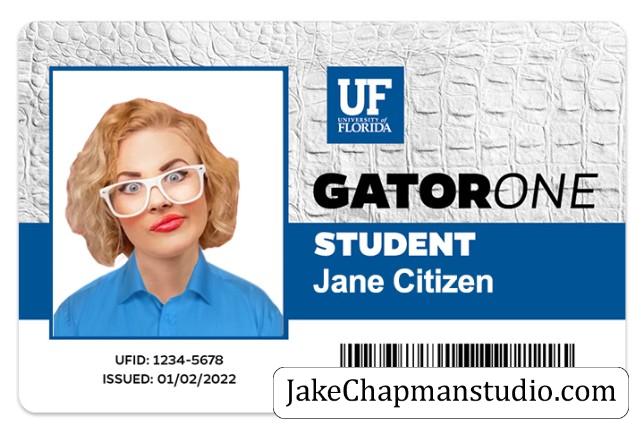 UF
UNIVERSITY of
FLORIDA
GATORONE
STUDENT
Jane Citizen
UFID: 1234-5678
ISSUED: 01/02/2022
JakeChapmanstudio.com